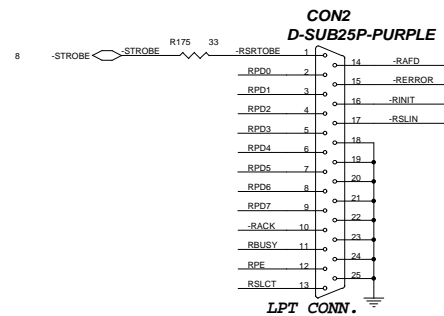 CON2
D-SUB25P-PURPLE
R175 33
8 -STROBE -STROBE -RSRTOBE 1
14 -RAFD
RPD0 2
15 -RERROR
RPD1 3
16 -RINIT
RPD2 4
17 -RSLIN
RPD3 5
18
RPD4 6
19
RPD5 7
20
RPD6 8
21
RPD7 9
22
-RACK 10
23
RBUSY 11
24
RPE 12
25
RSLCT 13
LPT CONN.